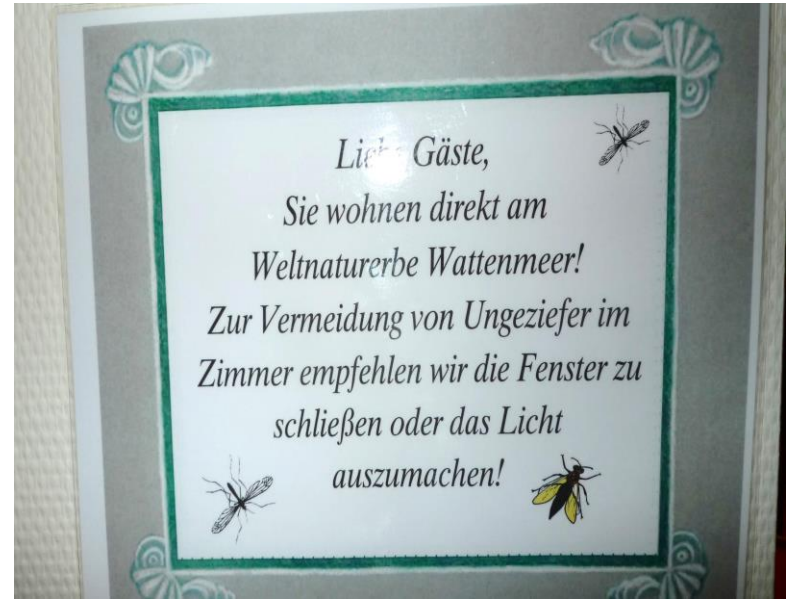 Liebe Gäste,
Sie wohnen direkt am
Weltnaturerbe Wattenmeer!
Zur Vermeidung von Ungeziefer im
Zimmer empfehlen wir die Fenster zu
schließen oder das Licht
auszumachen!